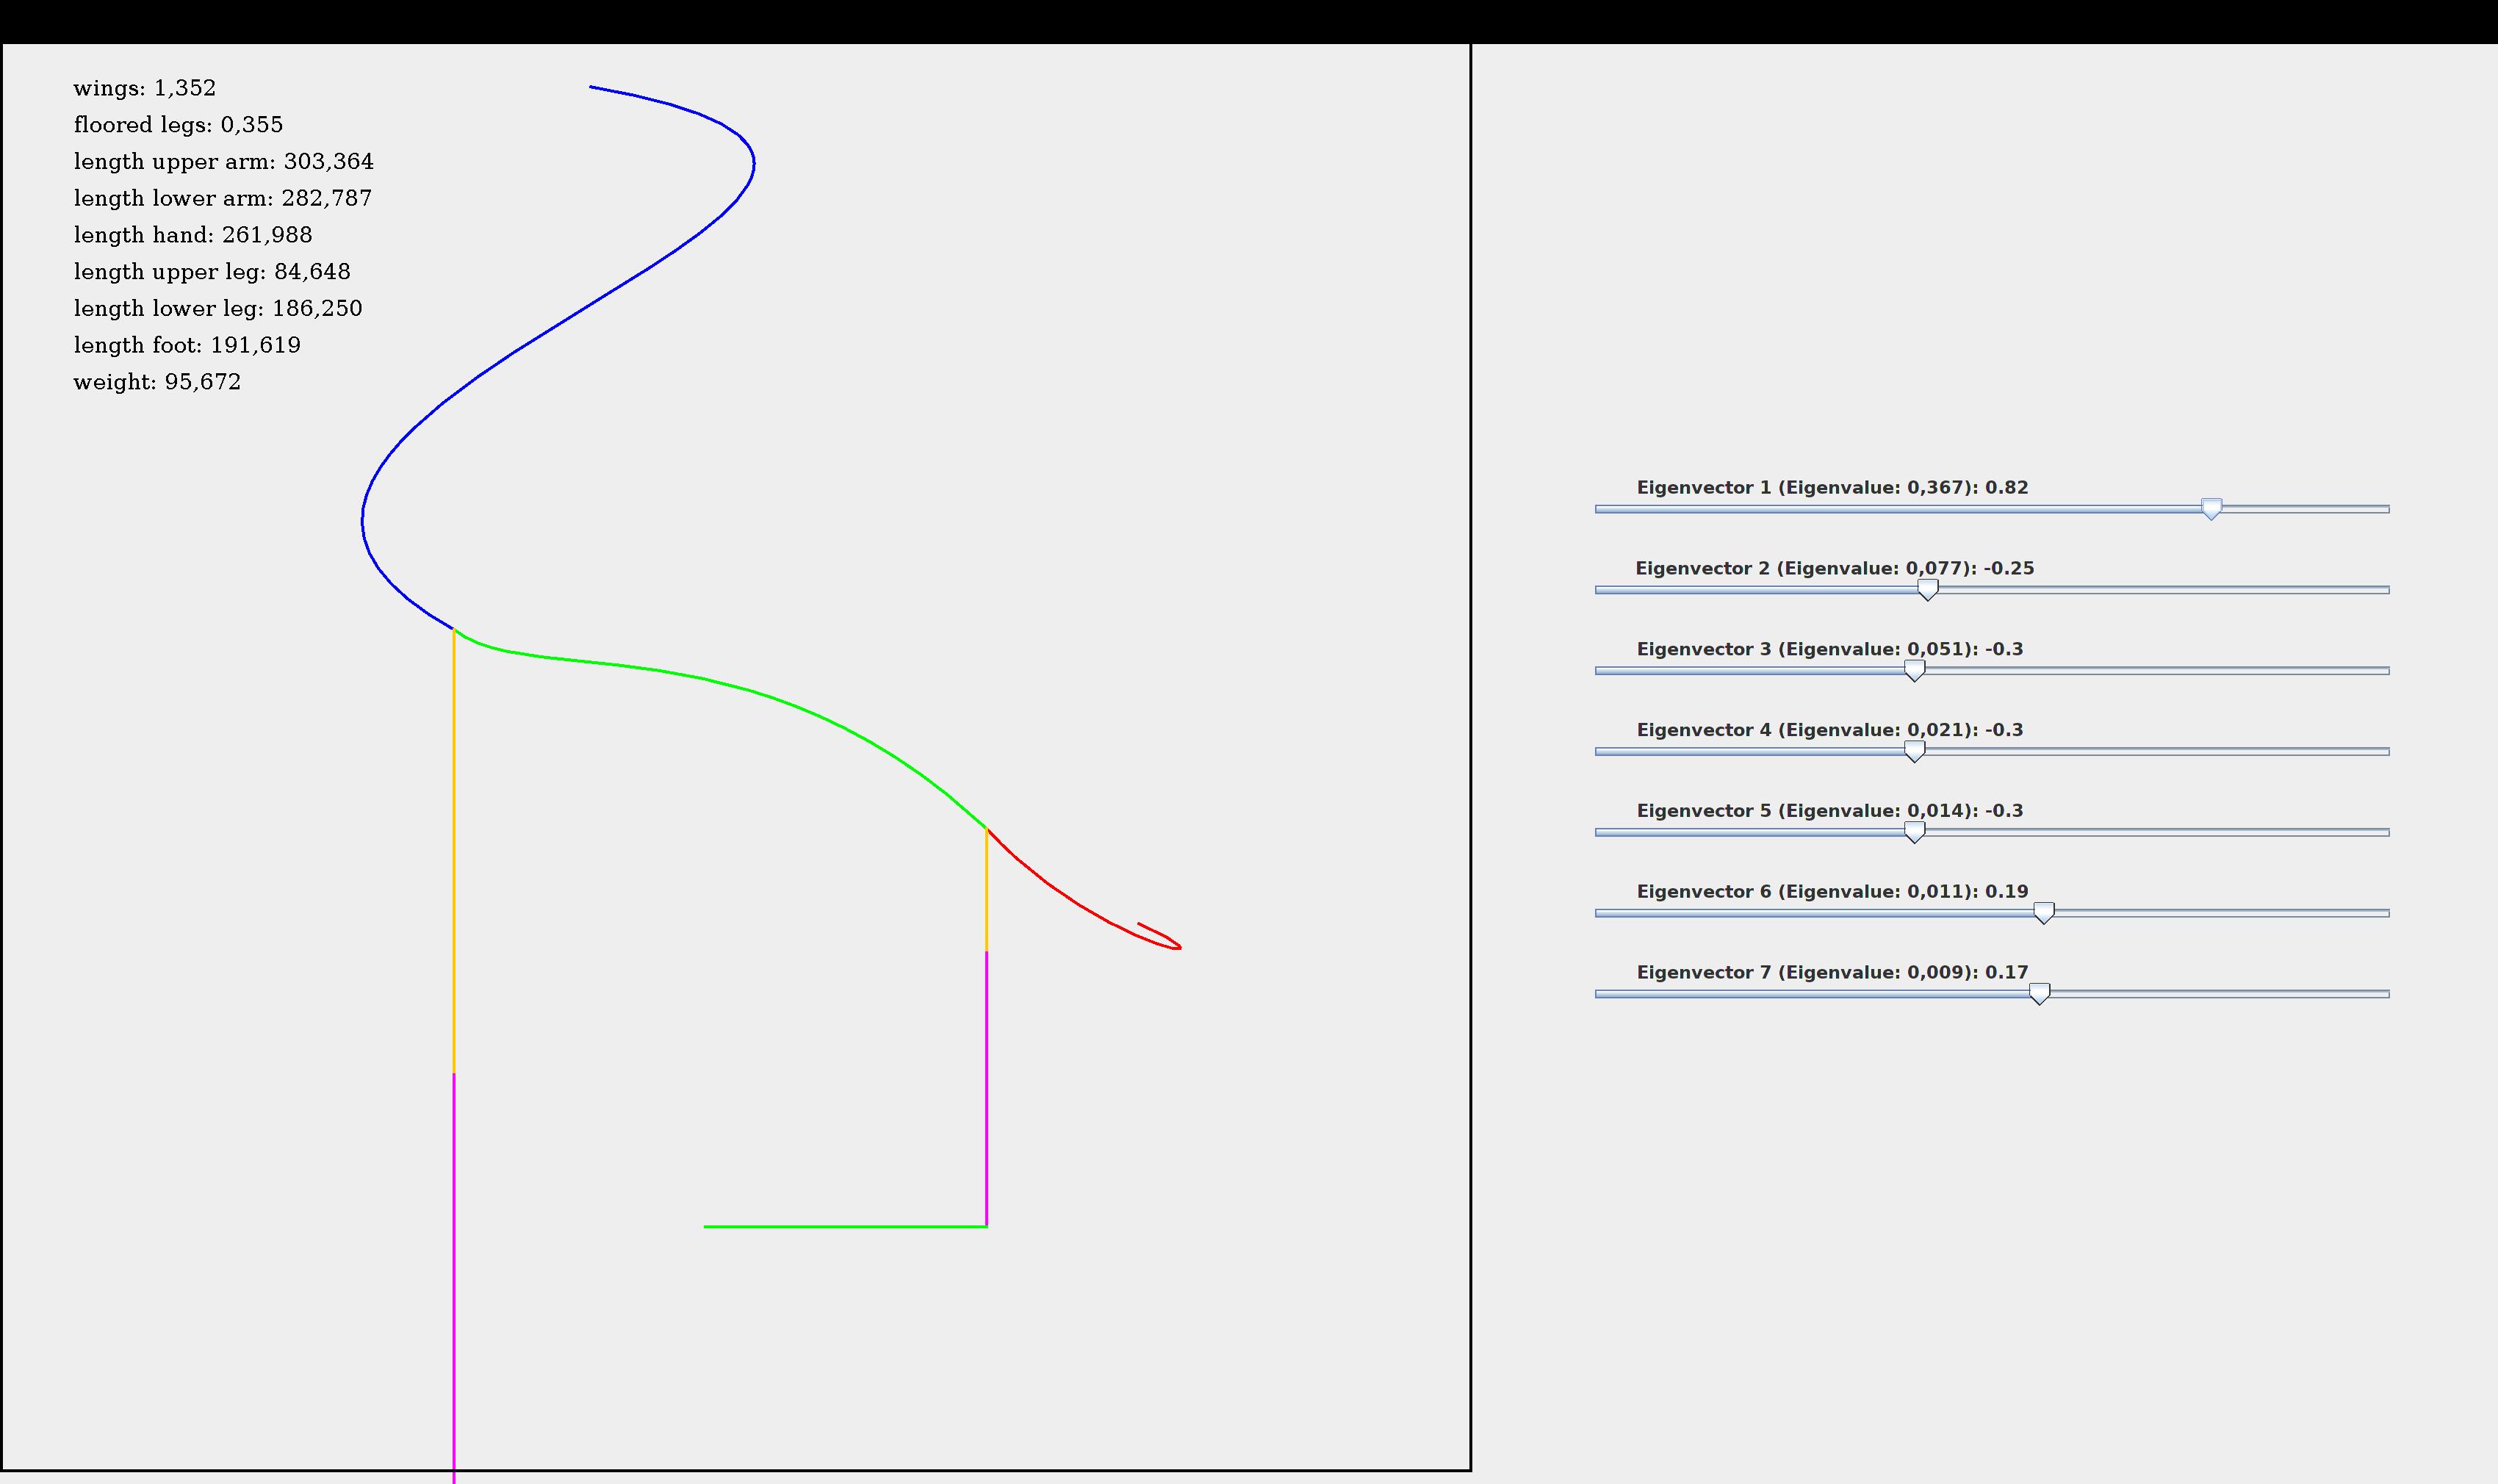 wings: 1,352
floored legs: 0,355
length upper arm: 303,364
length lower arm: 282,787
length hand: 261,988
length upper leg: 84,648
length lower leg: 186,250
length foot: 191,619
weight: 95,672
Eigenvector 1 (Eigenvalue: 0,367): 0.82
Eigenvector 2 (Eigenvalue: 0,077): -0.25
Eigenvector 3 (Eigenvalue: 0,051): -0.3
Eigenvector 4 (Eigenvalue: 0,021): -0.3
Eigenvector 5 (Eigenvalue: 0,014): -0.3
Eigenvector 6 (Eigenvalue: 0,011): 0.19
Eigenvector 7 (Eigenvalue: 0,009): 0.17